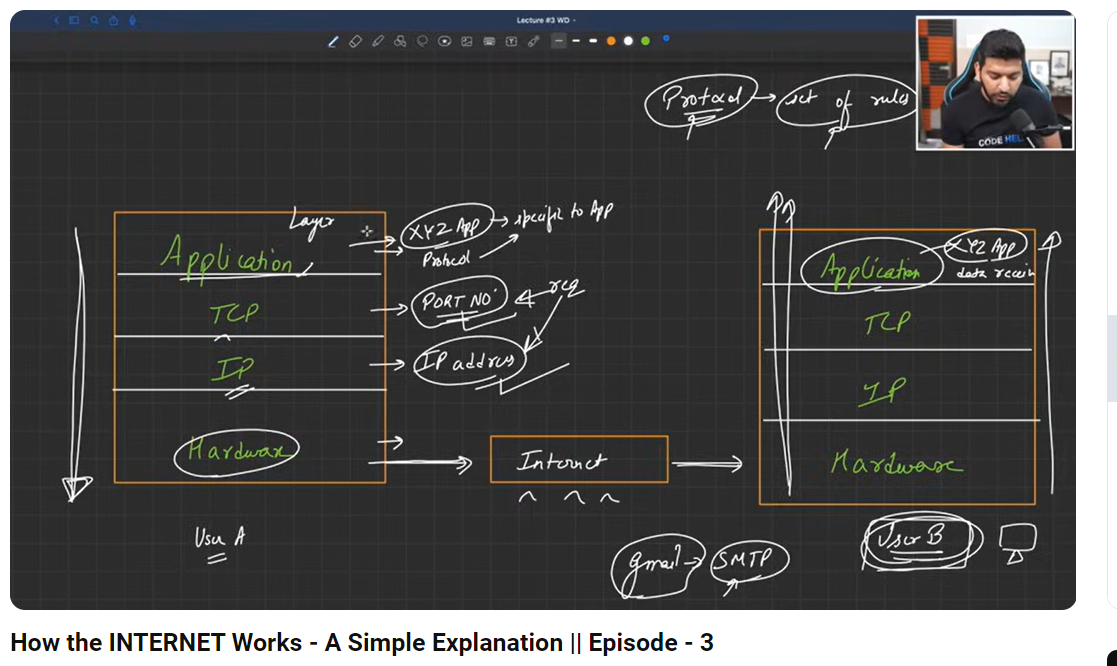 Lecture #3 WD
Protocol → set of rules
CODE HEL
Layer
Application → XYZ App → specific to App
Protocol
TCP → PORT NO. ← req
IP → IP address
Hardware →
Internet →
User A
Application XYZ App
data receiv
TCP
IP
Hardware
User B
gmail → SMTP
How the INTERNET Works - A Simple Explanation || Episode - 3